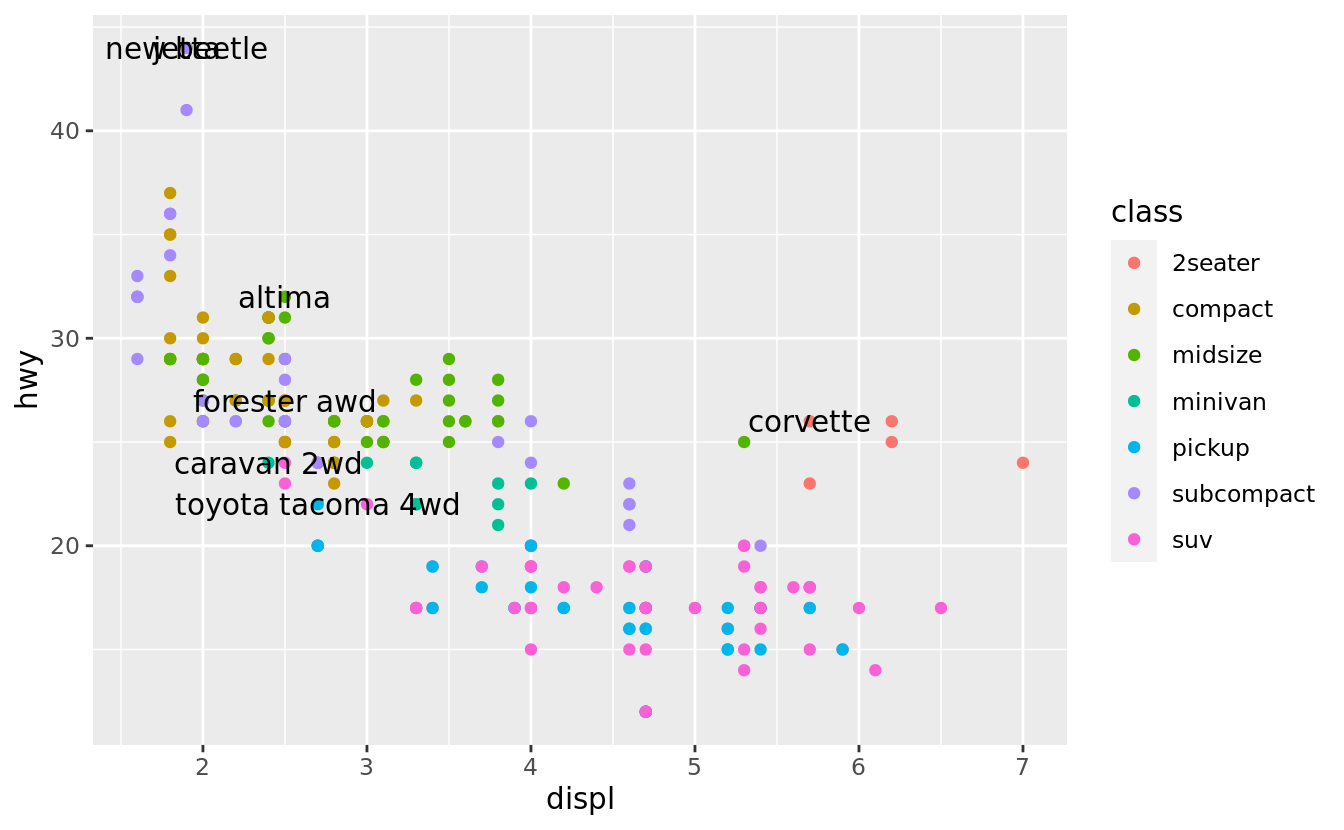 new beetle
jetta
40
altima
30
forester awd
corvette
caravan 2wd
toyota tacoma 4wd
20
hwy
2 3 4 5 6 7
displ
class
2seater
compact
midsize
minivan
pickup
subcompact
suv